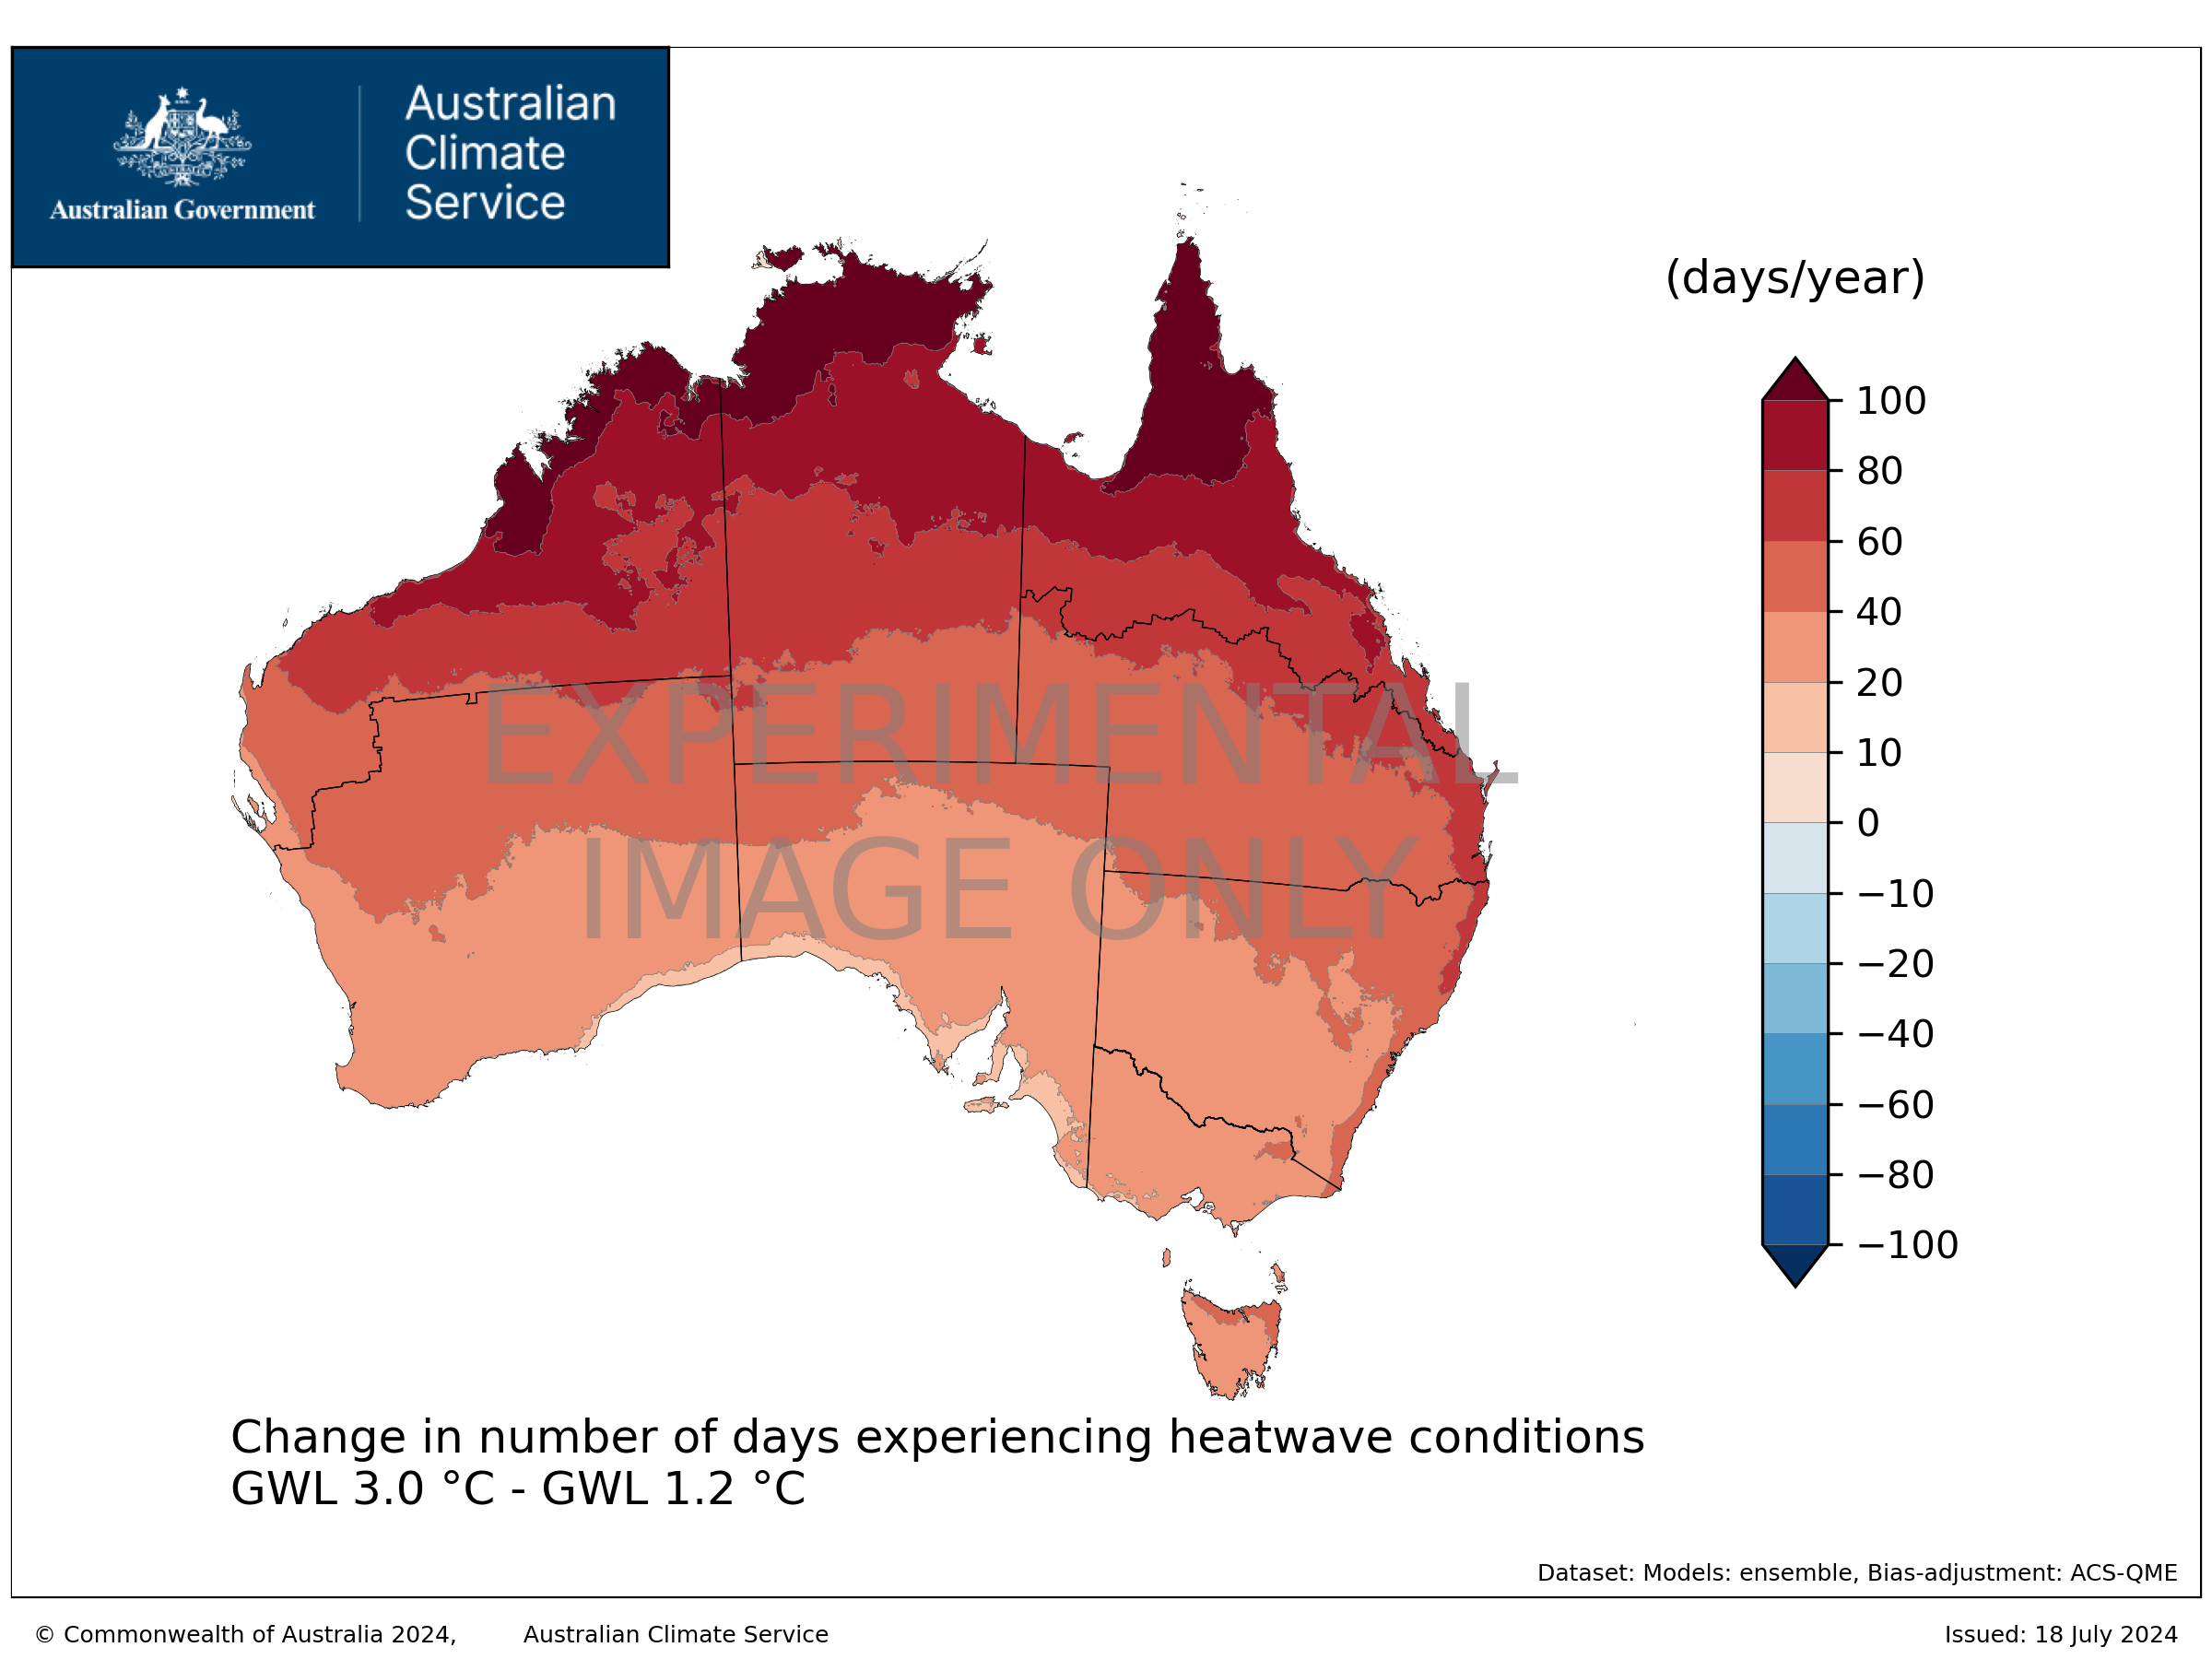 Australian Government
Australian
Climate
Service
(days/year)
100
80
60
40
20
10
0
−10
−20
−40
−60
−80
−100
EXPERIMENTAL
IMAGE ONLY
Change in number of days experiencing heatwave conditions
GWL 3.0 °C - GWL 1.2 °C
Dataset: Models: ensemble, Bias-adjustment: ACS-QME
© Commonwealth of Australia 2024, Australian Climate Service
Issued: 18 July 2024